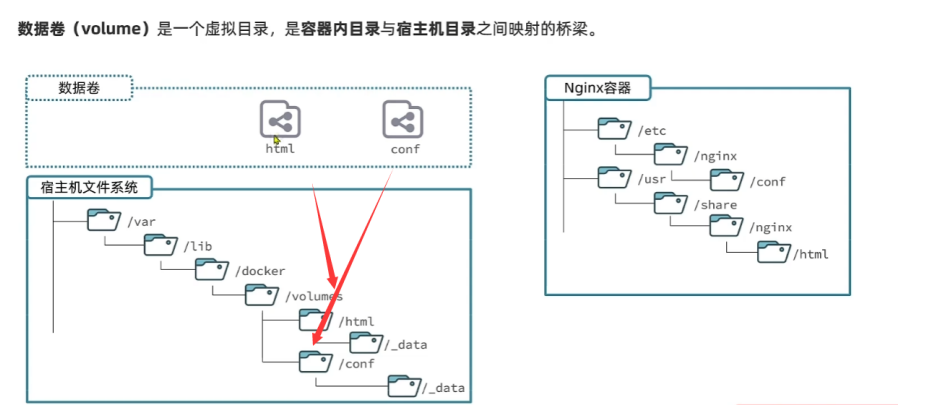 数据卷（volume）是一个虚拟目录，是容器内目录与宿主机目录之间映射的桥梁。
数据卷
html
conf
宿主机文件系统
/var
/lib
/docker
/volumes
/html
/_data
/conf
/_data
Nginx容器
/etc
/nginx
/conf
/usr
/share
/nginx
/html